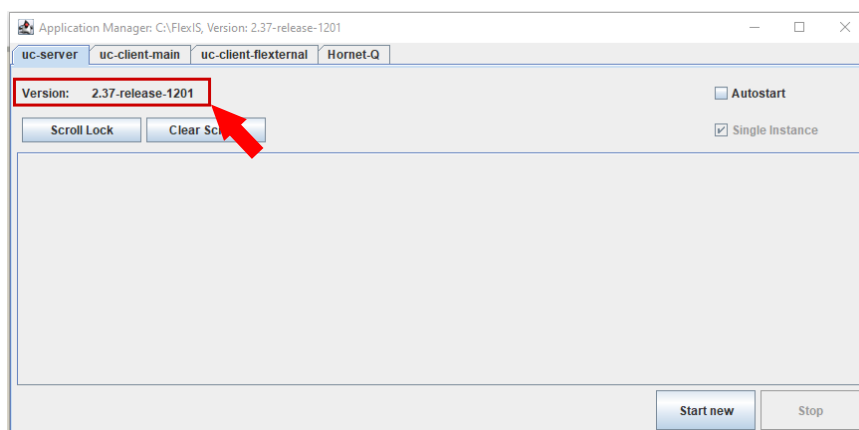 Application Manager: C:\FlexIS, Version: 2.37-release-1201
uc-server uc-client-main uc-client-flexternal Hornet-Q
Version: 2.37-release-1201
Autostart
Scroll Lock Clear
Single Instance
Start new Stop